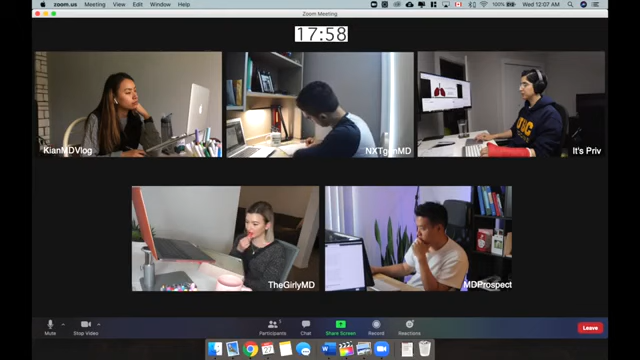 zoom.us Meeting View Edit Window Help
100%
Wed 12:07 AM
Zoom Meeting
17:58
KianMDVlog
NXTgenMD
It's Priv
TheGirlyMD
MDProspect
Mute
Stop Video
Participants
Chat
Share Screen
Record
Reactions
Leave